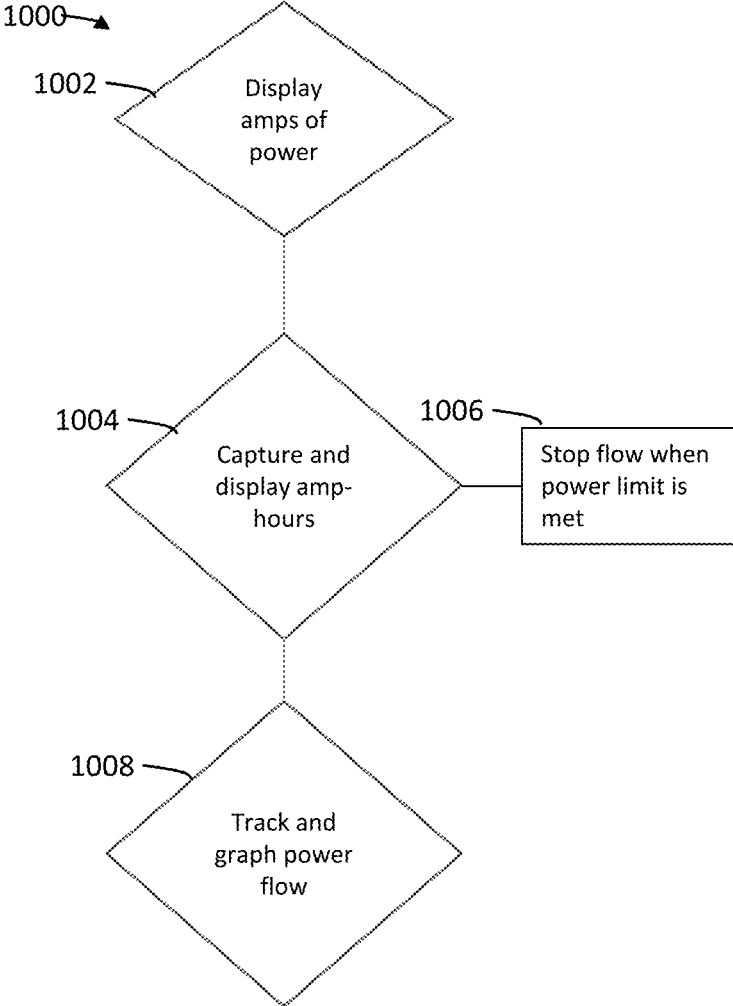 1000
1002
Display
amps of
power
1004
Capture and
display amp-
hours
1006
Stop flow when
power limit is
met
1008
Track and
graph power
flow